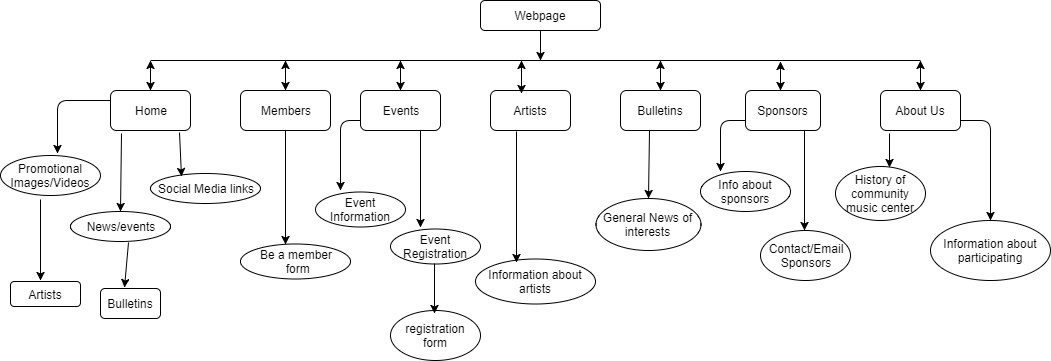 Webpage
Home
Members
Events
Artists
Bulletins
Sponsors
About Us
Promotional
Images/Videos
Social Media links
News/events
Artists
Bulletins
Be a member
form
Event
Information
Event
Registration
registration
form
Information about
artists
General News of
interests
Info about
sponsors
Contact/Email
Sponsors
History of
community
music center
Information about
participating